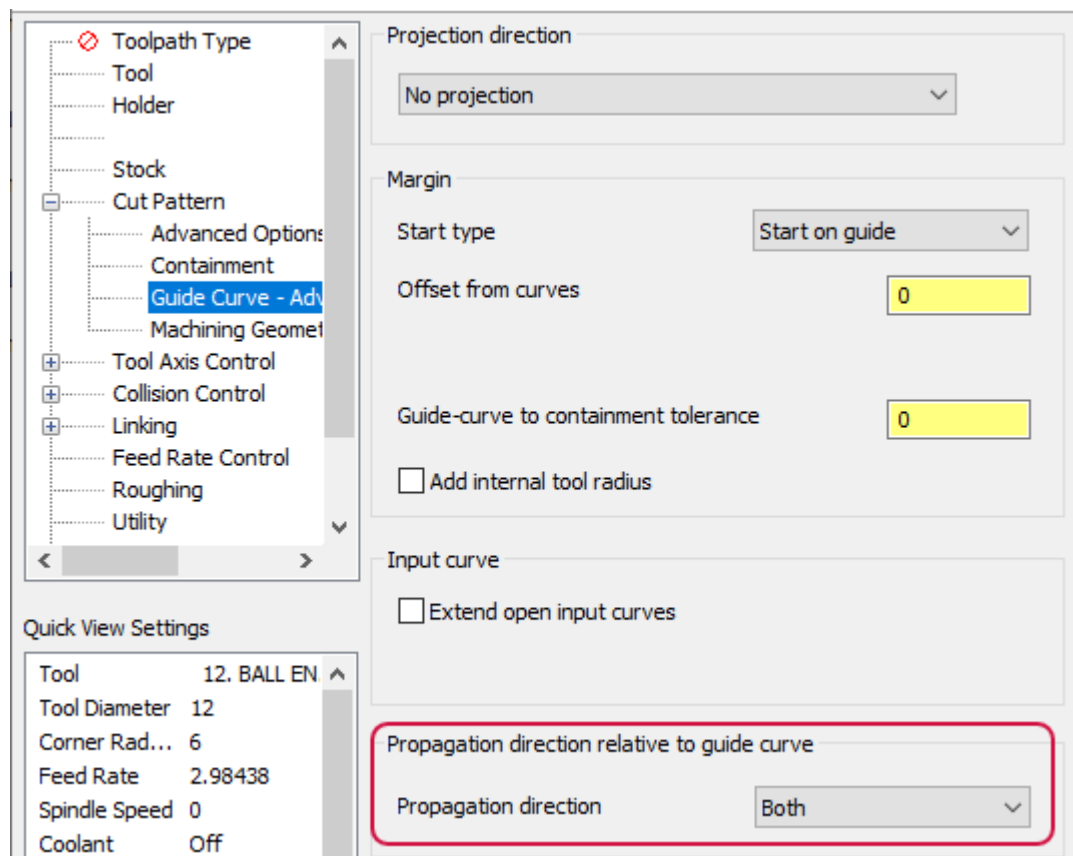 Toolpath Type
Tool
Holder
Stock
Cut Pattern
Advanced Options
Containment
Guide Curve - Adv
Machining Geomet
Tool Axis Control
Collision Control
Linking
Feed Rate Control
Roughing
Utility
Quick View Settings
Tool 12. BALL EN
Tool Diameter 12
Corner Rad... 6
Feed Rate 2.98438
Spindle Speed 0
Coolant Off
Projection direction
No projection
Margin
Start type Start on guide
Offset from curves 0
Guide-curve to containment tolerance 0
Add internal tool radius
Input curve
Extend open input curves
Propagation direction relative to guide curve
Propagation direction Both